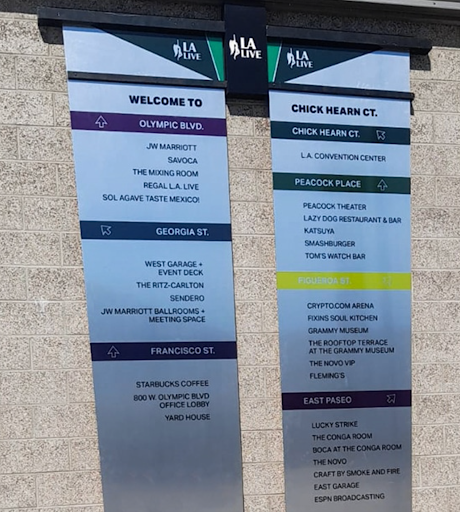 LA
LIVE
LA
LIVE
LA
LIVE
WELCOME TO
OLYMPIC BLVD.
JW MARRIOTT
SAVOCA
THE MIXING ROOM
REGAL L.A. LIVE
SOL AGAVE TASTE MEXICO!
GEORGIA ST.
WEST GARAGE +
EVENT DECK
THE RITZ-CARLTON
SENDERO
JW MARRIOTT BALLROOMS +
MEETING SPACE
FRANCISCO ST.
STARBUCKS COFFEE
800 W. OLYMPIC BLVD
OFFICE LOBBY
YARD HOUSE
CHICK HEARN CT.
CHICK HEARN CT.
L.A. CONVENTION CENTER
PEACOCK PLACE
PEACOCK THEATER
LAZY DOG RESTAURANT & BAR
KATSUYA
SMASHBURGER
TOM'S WATCH BAR
FIGUEROA ST.
CRYPTO.COM ARENA
FIXINS SOUL KITCHEN
GRAMMY MUSEUM
THE ROOFTOP TERRACE
AT THE GRAMMY MUSEUM
THE NOVO VIP
FLEMING'S
EAST PASEO
LUCKY STRIKE
THE CONGA ROOM
BOCA AT THE CONGA ROOM
THE NOVO
CRAFT BY SMOKE AND FIRE
EAST GARAGE
ESPN BROADCASTING